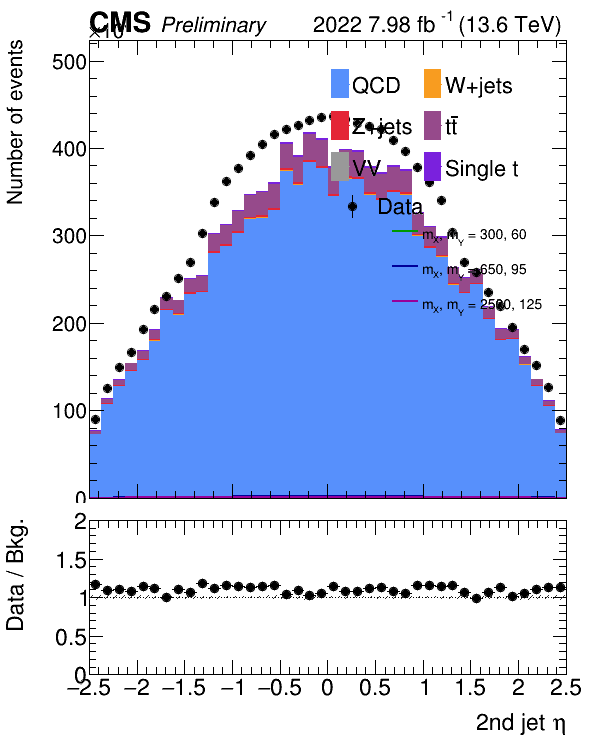 CMS Preliminary 2022 7.98 fb⁻¹ (13.6 TeV)
Number of events
500
400
300
200
100
0
QCD
W+jets
Z+jets
tt̄
VV
Single t
Data
m_X, m_Y = 300, 60
m_X, m_Y = 650, 95
m_X, m_Y = 2500, 125
Data / Bkg.
2
1.5
1
0.5
0
−2.5 −2 −1.5 −1 −0.5 0 0.5 1 1.5 2 2.5
2nd jet η